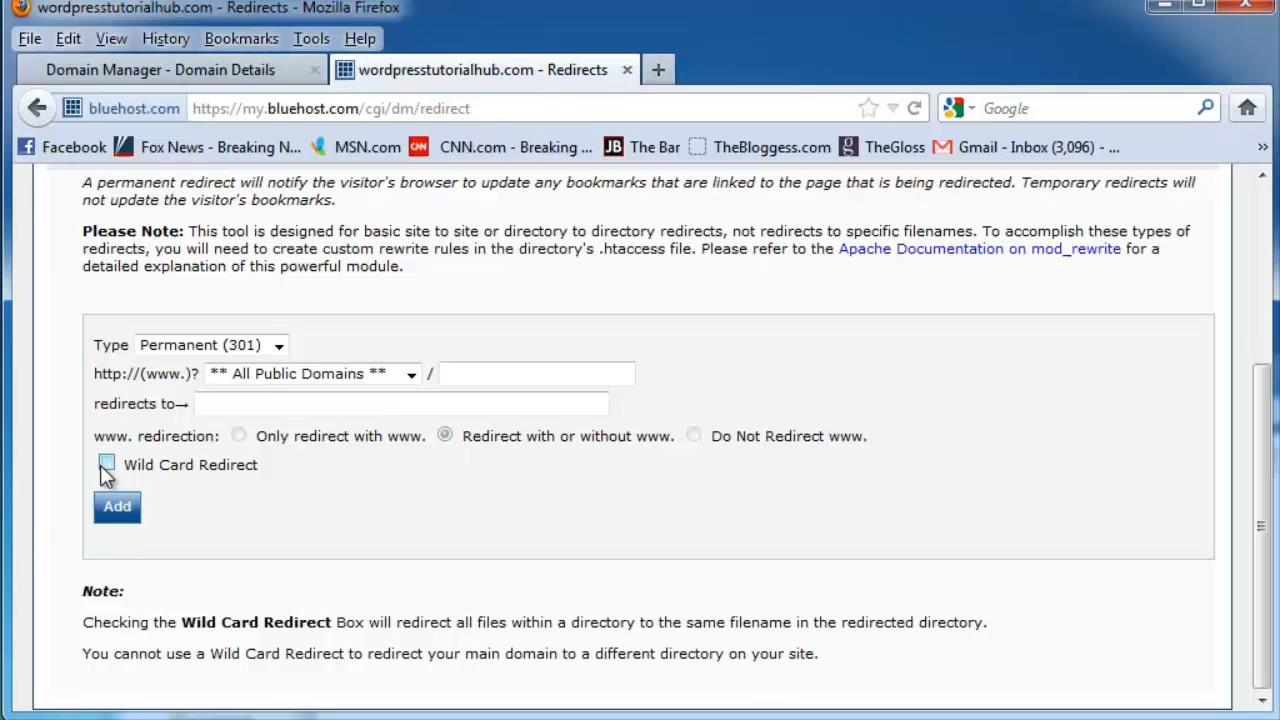 wordpresstutorialhub.com - Redirects - Mozilla Firefox
File Edit View History Bookmarks Tools Help
Domain Manager - Domain Details × wordpresstutorialhub.com - Redirects × +
bluehost.com https://my.bluehost.com/cgi/dm/redirect Google
Facebook Fox News - Breaking N... MSN.com CNN CNN.com - Breaking ... JB The Bar TheBloggess.com g TheGloss Gmail - Inbox (3,096) - ... »
A permanent redirect will notify the visitor's browser to update any bookmarks that are linked to the page that is being redirected. Temporary redirects will
not update the visitor's bookmarks.
Please Note: This tool is designed for basic site to site or directory to directory redirects, not redirects to specific filenames. To accomplish these types of
redirects, you will need to create custom rewrite rules in the directory's .htaccess file. Please refer to the Apache Documentation on mod_rewrite for a
detailed explanation of this powerful module.
Type Permanent (301)
http://(www.)? ** All Public Domains ** /
redirects to→
www. redirection: Only redirect with www. Redirect with or without www. Do Not Redirect www.
Wild Card Redirect
Add
Note:
Checking the Wild Card Redirect Box will redirect all files within a directory to the same filename in the redirected directory.
You cannot use a Wild Card Redirect to redirect your main domain to a different directory on your site.